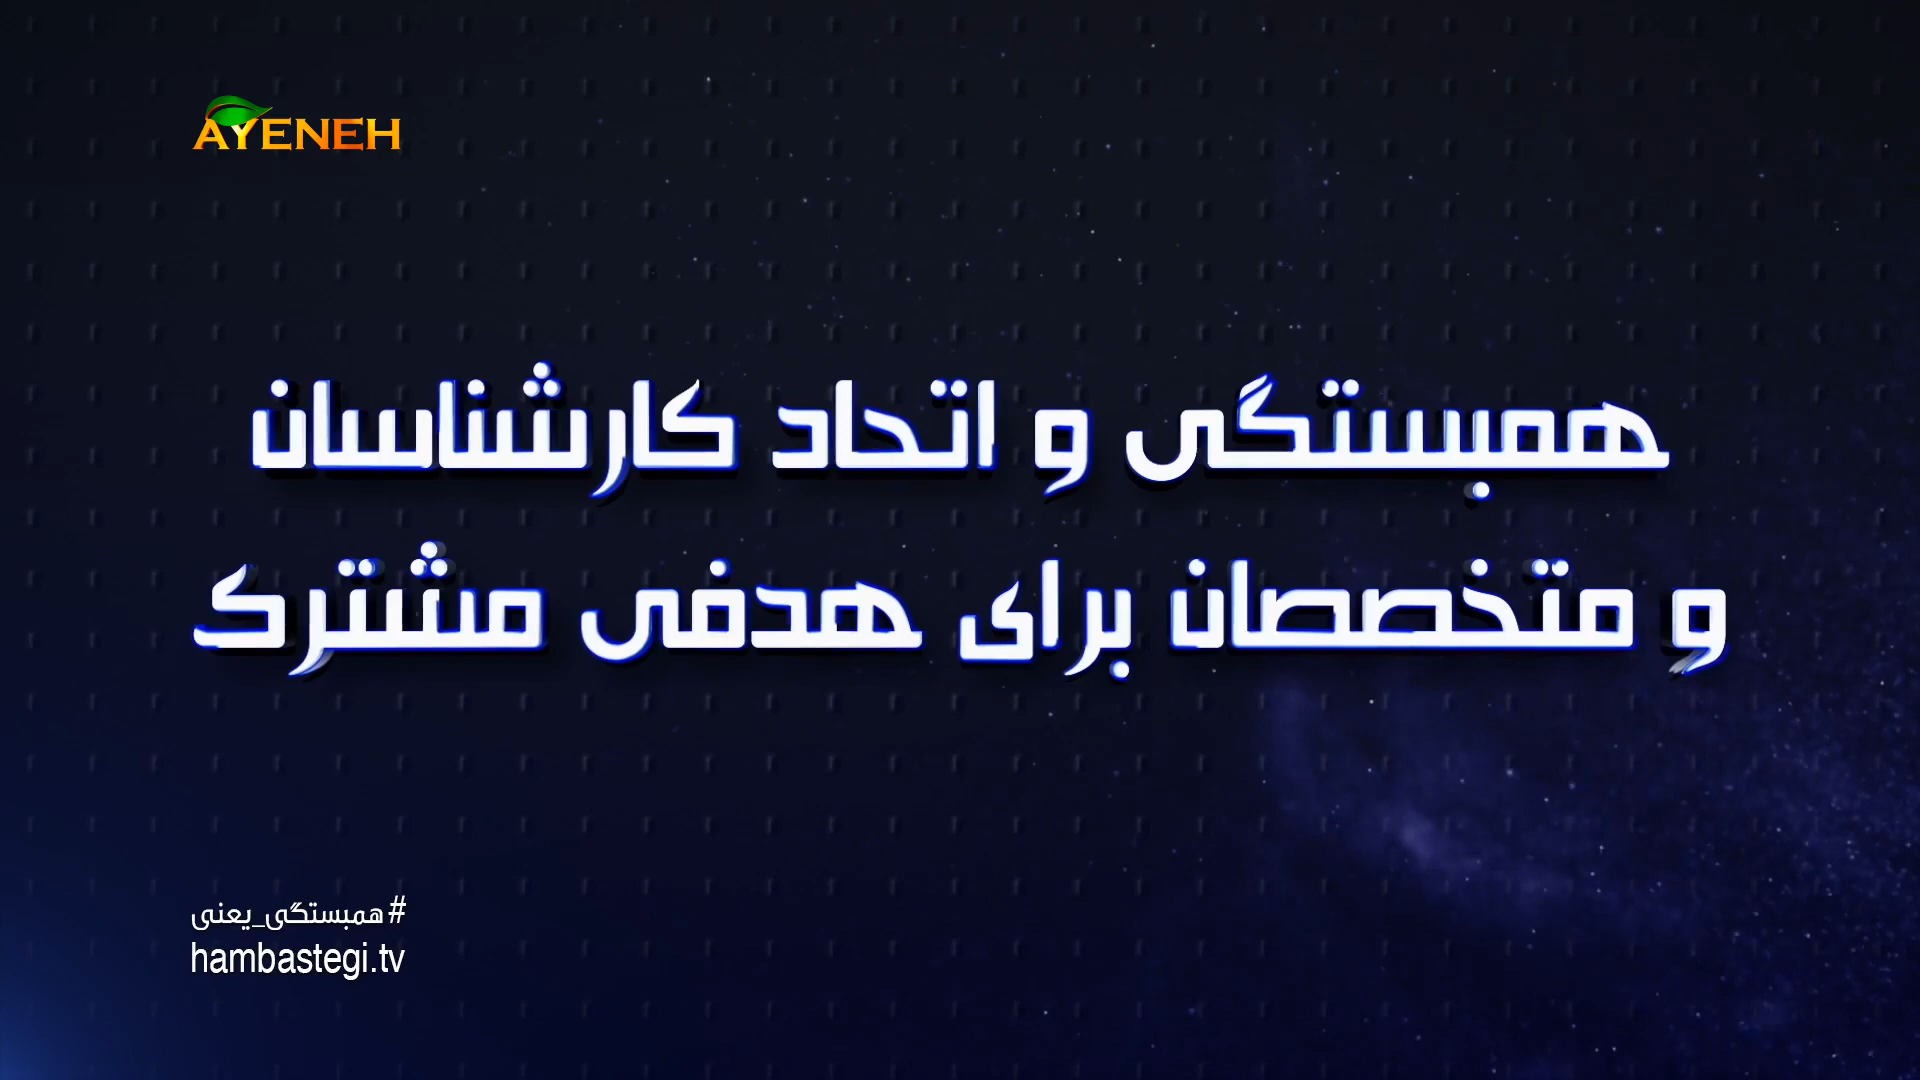 AYENEH
همبستگی و اتحاد کارشناسان
و متخصصان برای هدفی مشترک
#همبستگی_یعنی
hambastegi.tv